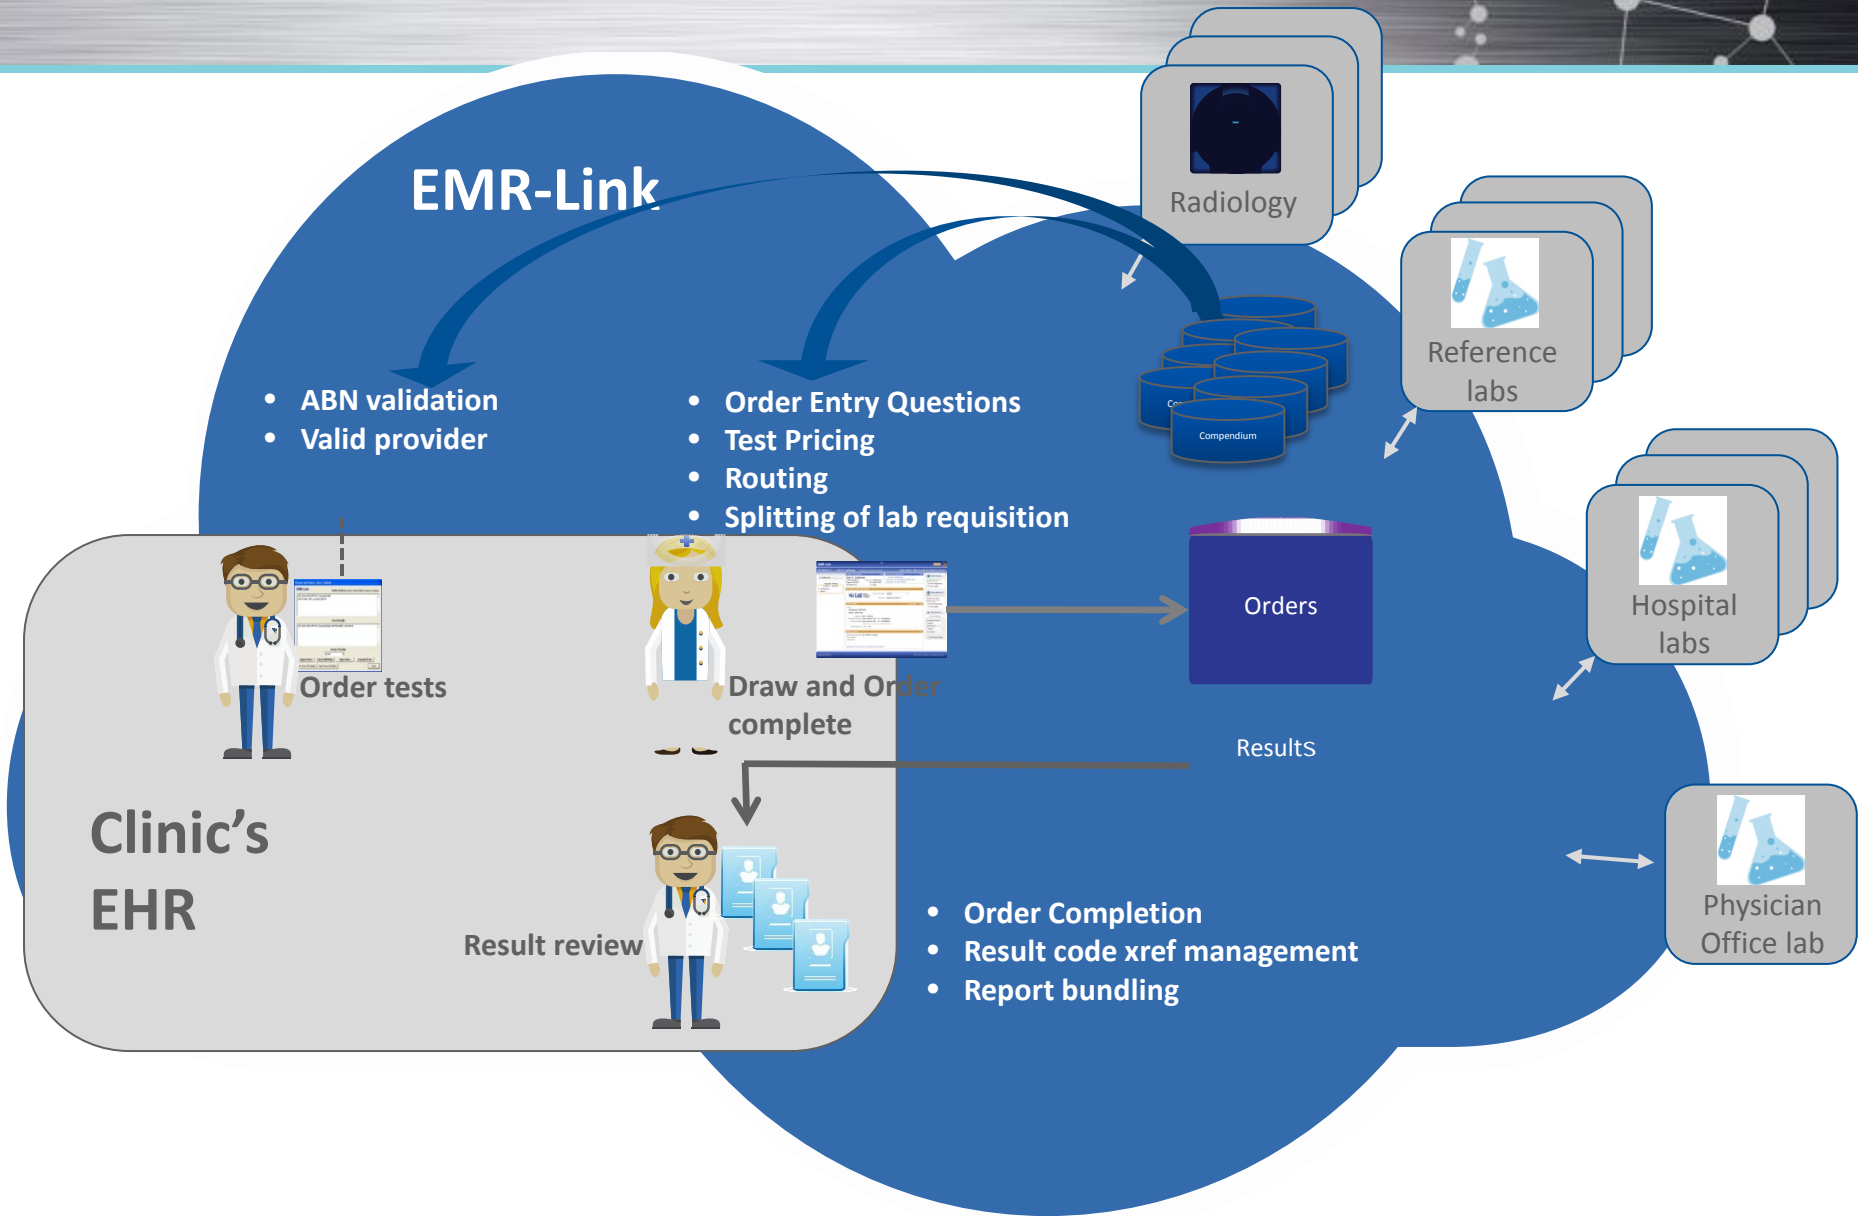 EMR-Link
Radiology
Reference
labs
• ABN validation
• Valid provider
• Order Entry Questions
• Test Pricing
• Routing
• Splitting of lab requisition
Compendium
Orders
Hospital
labs
Order tests
Draw and Order
complete
Results
Clinic’s
EHR
Result review
• Order Completion
• Result code xref management
• Report bundling
Physician
Office lab